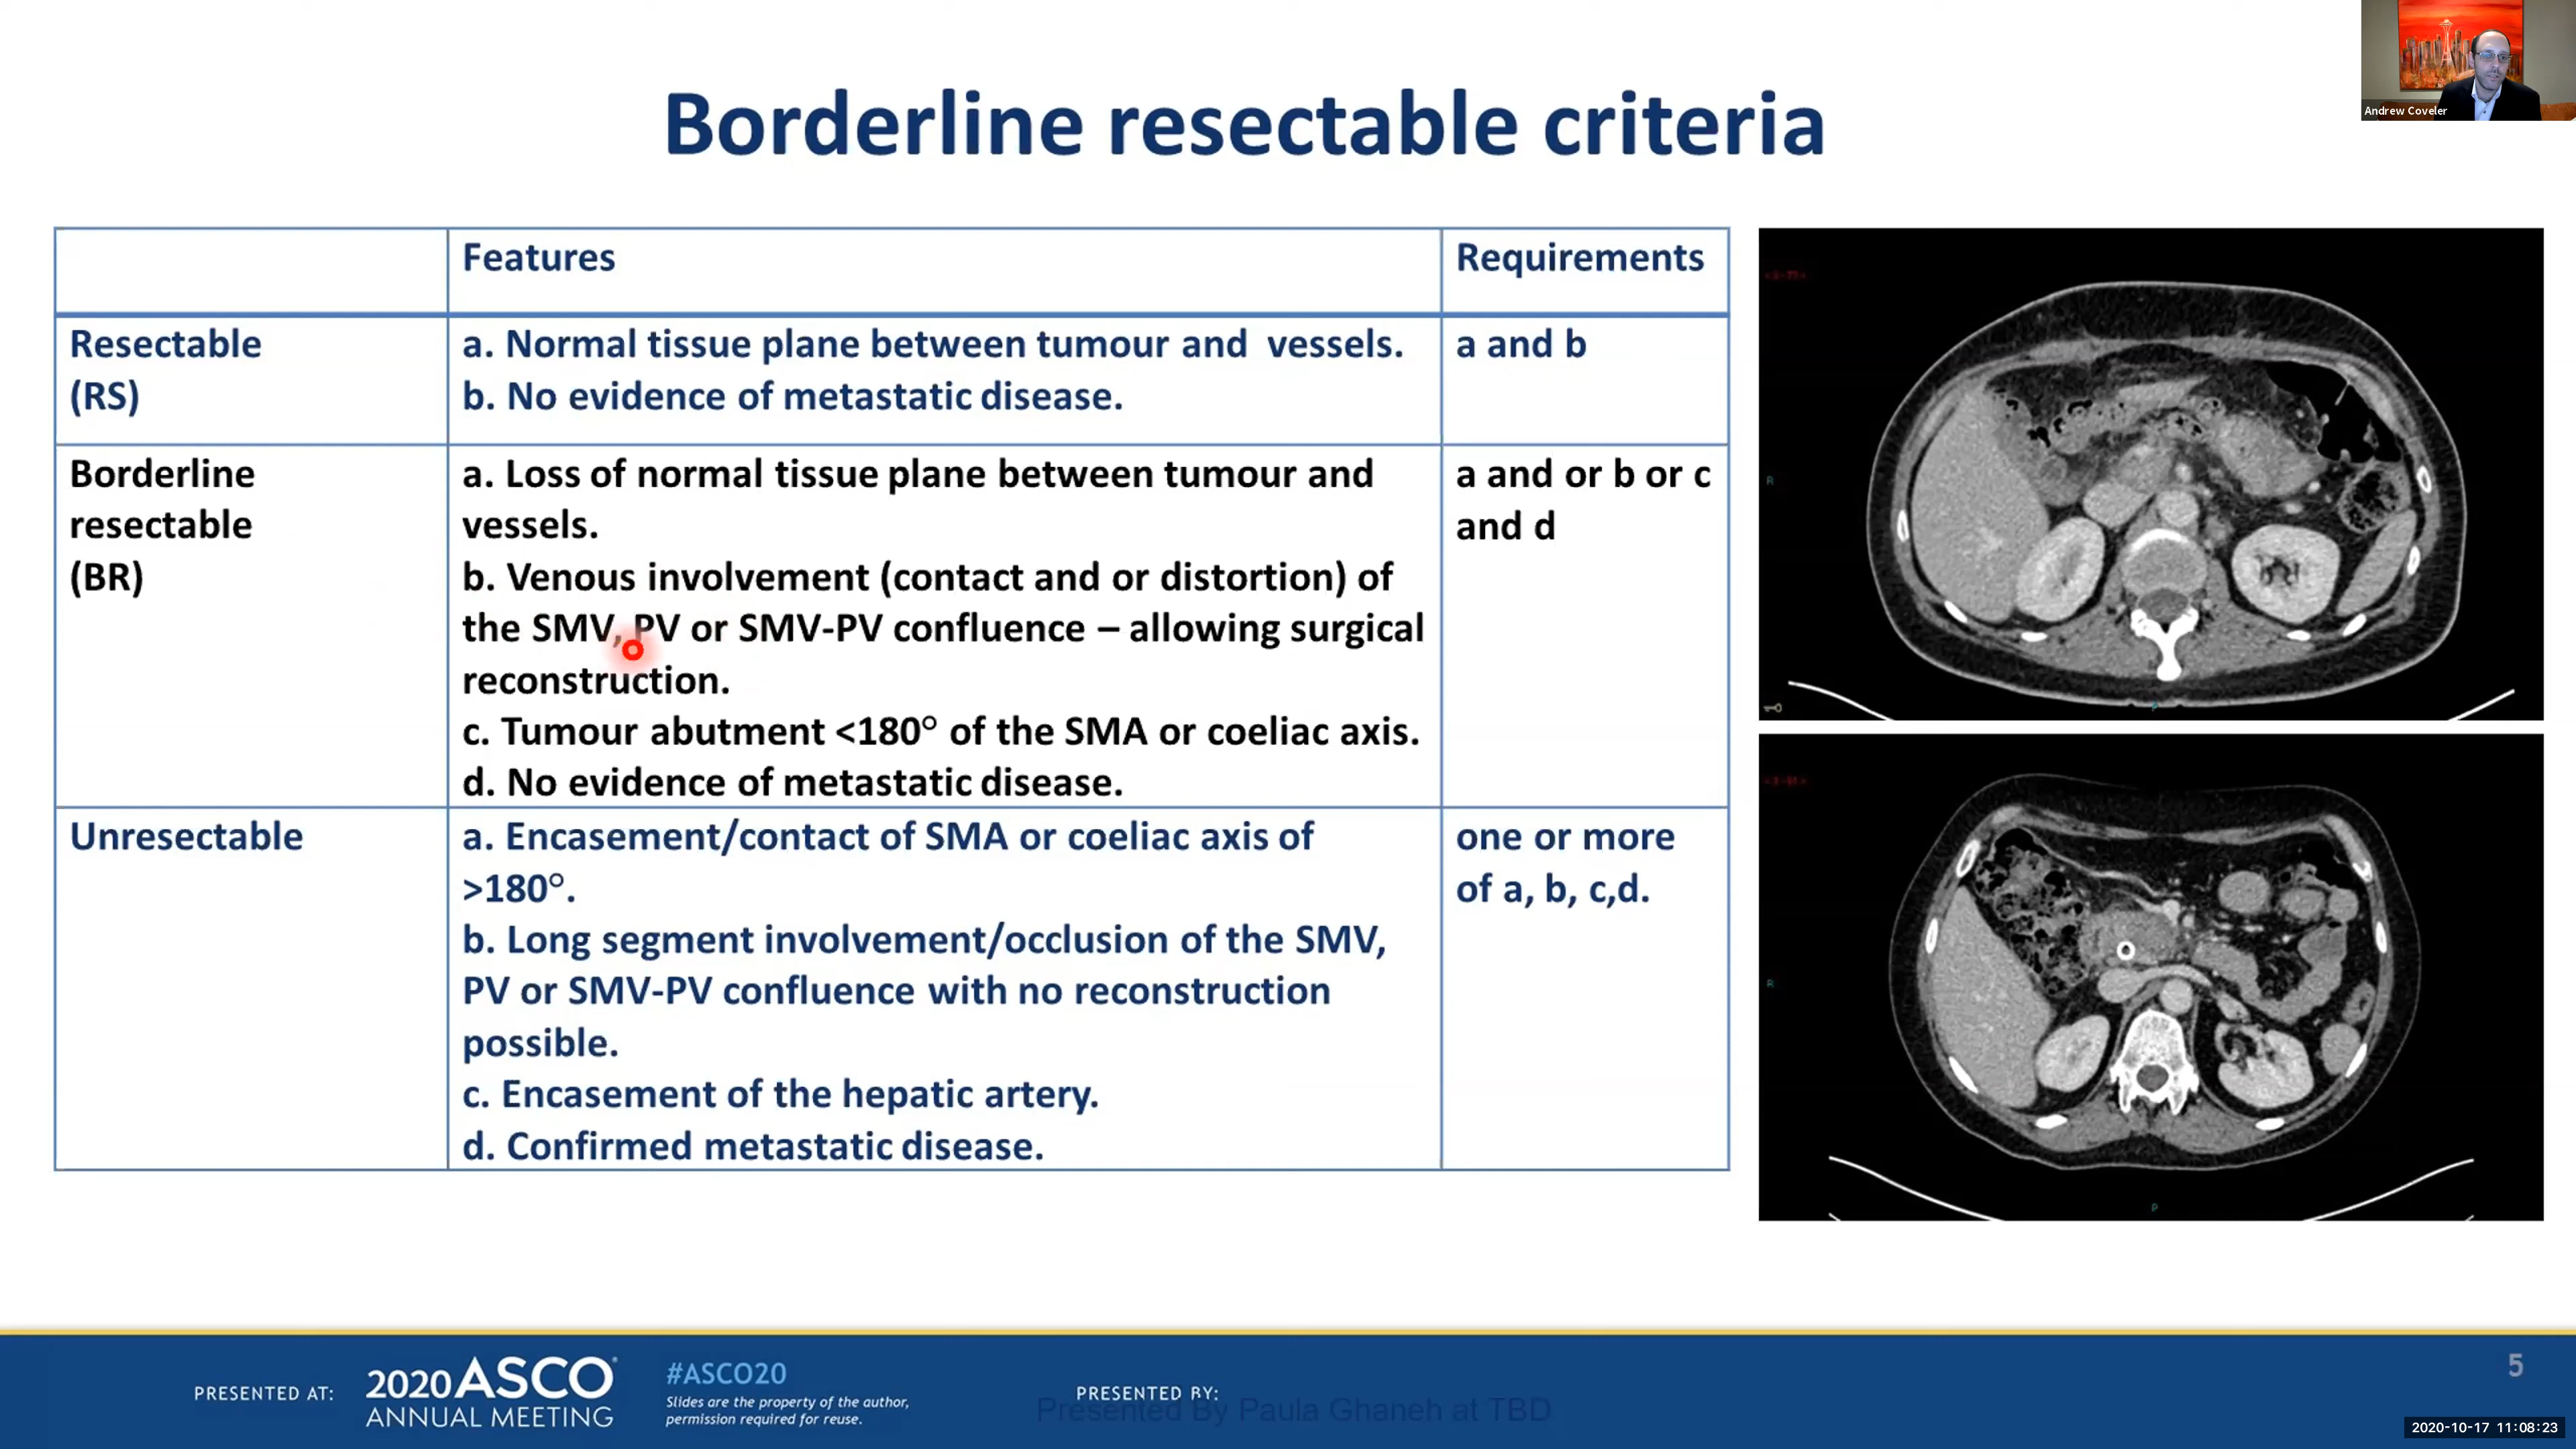 Borderline resectable criteria
Andrew Coveler
Features
Requirements
Resectable
(RS)
a. Normal tissue plane between tumour and vessels.
b. No evidence of metastatic disease.
a and b
Borderline
resectable
(BR)
a. Loss of normal tissue plane between tumour and
vessels.
b. Venous involvement (contact and or distortion) of
the SMV, PV or SMV-PV confluence – allowing surgical
reconstruction.
c. Tumour abutment <180° of the SMA or coeliac axis.
d. No evidence of metastatic disease.
a and or b or c
and d
Unresectable
a. Encasement/contact of SMA or coeliac axis of
>180°.
b. Long segment involvement/occlusion of the SMV,
PV or SMV-PV confluence with no reconstruction
possible.
c. Encasement of the hepatic artery.
d. Confirmed metastatic disease.
one or more
of a, b, c,d.
R
P
R
P
PRESENTED AT:
2020 ASCO
ANNUAL MEETING
#ASCO20
Slides are the property of the author,
permission required for reuse.
PRESENTED BY:
Presented By Paula Ghaneh at TBD
5
2020-10-17 11:08:23